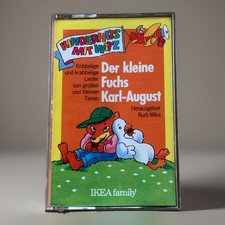 KINDERHITS
MIT WITZ
Kribbelige
und krabbelige
Lieder
von großen
und kleinen
Tieren
Der kleine
Fuchs
Karl-August
Herausgeber
Rudi Mika
IKEA family